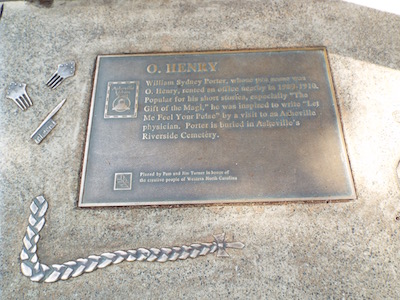 O. HENRY
William Sydney Porter, whose pen name was
O. Henry, rented an office nearby in 1909-1910.
Popular for his short stories, especially "The
Gift of the Magi," he was inspired to write "Let
Me Feel Your Pulse" by a visit to an Asheville
physician. Porter is buried in Asheville's
Riverside Cemetery.
Placed by Pam and Jim Turner in honor of
the creative people of Western North Carolina